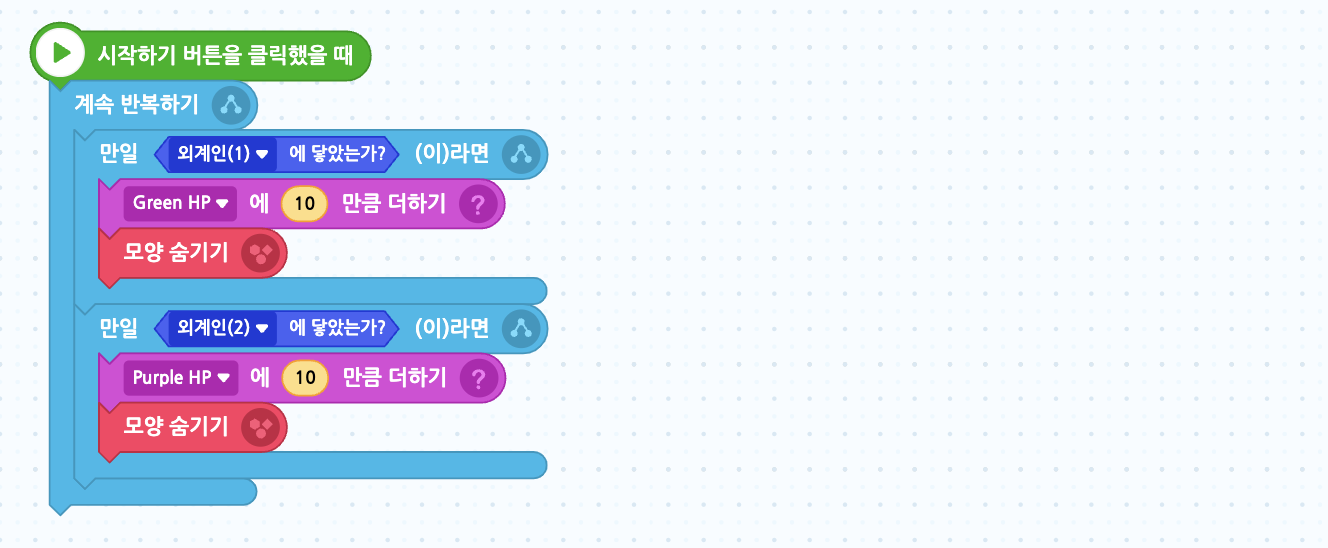 시작하기 버튼을 클릭했을 때
계속 반복하기
만일 외계인(1) 에 닿았는가? (이)라면
Green HP 에 10 만큼 더하기 ?
모양 숨기기
만일 외계인(2) 에 닿았는가? (이)라면
Purple HP 에 10 만큼 더하기 ?
모양 숨기기